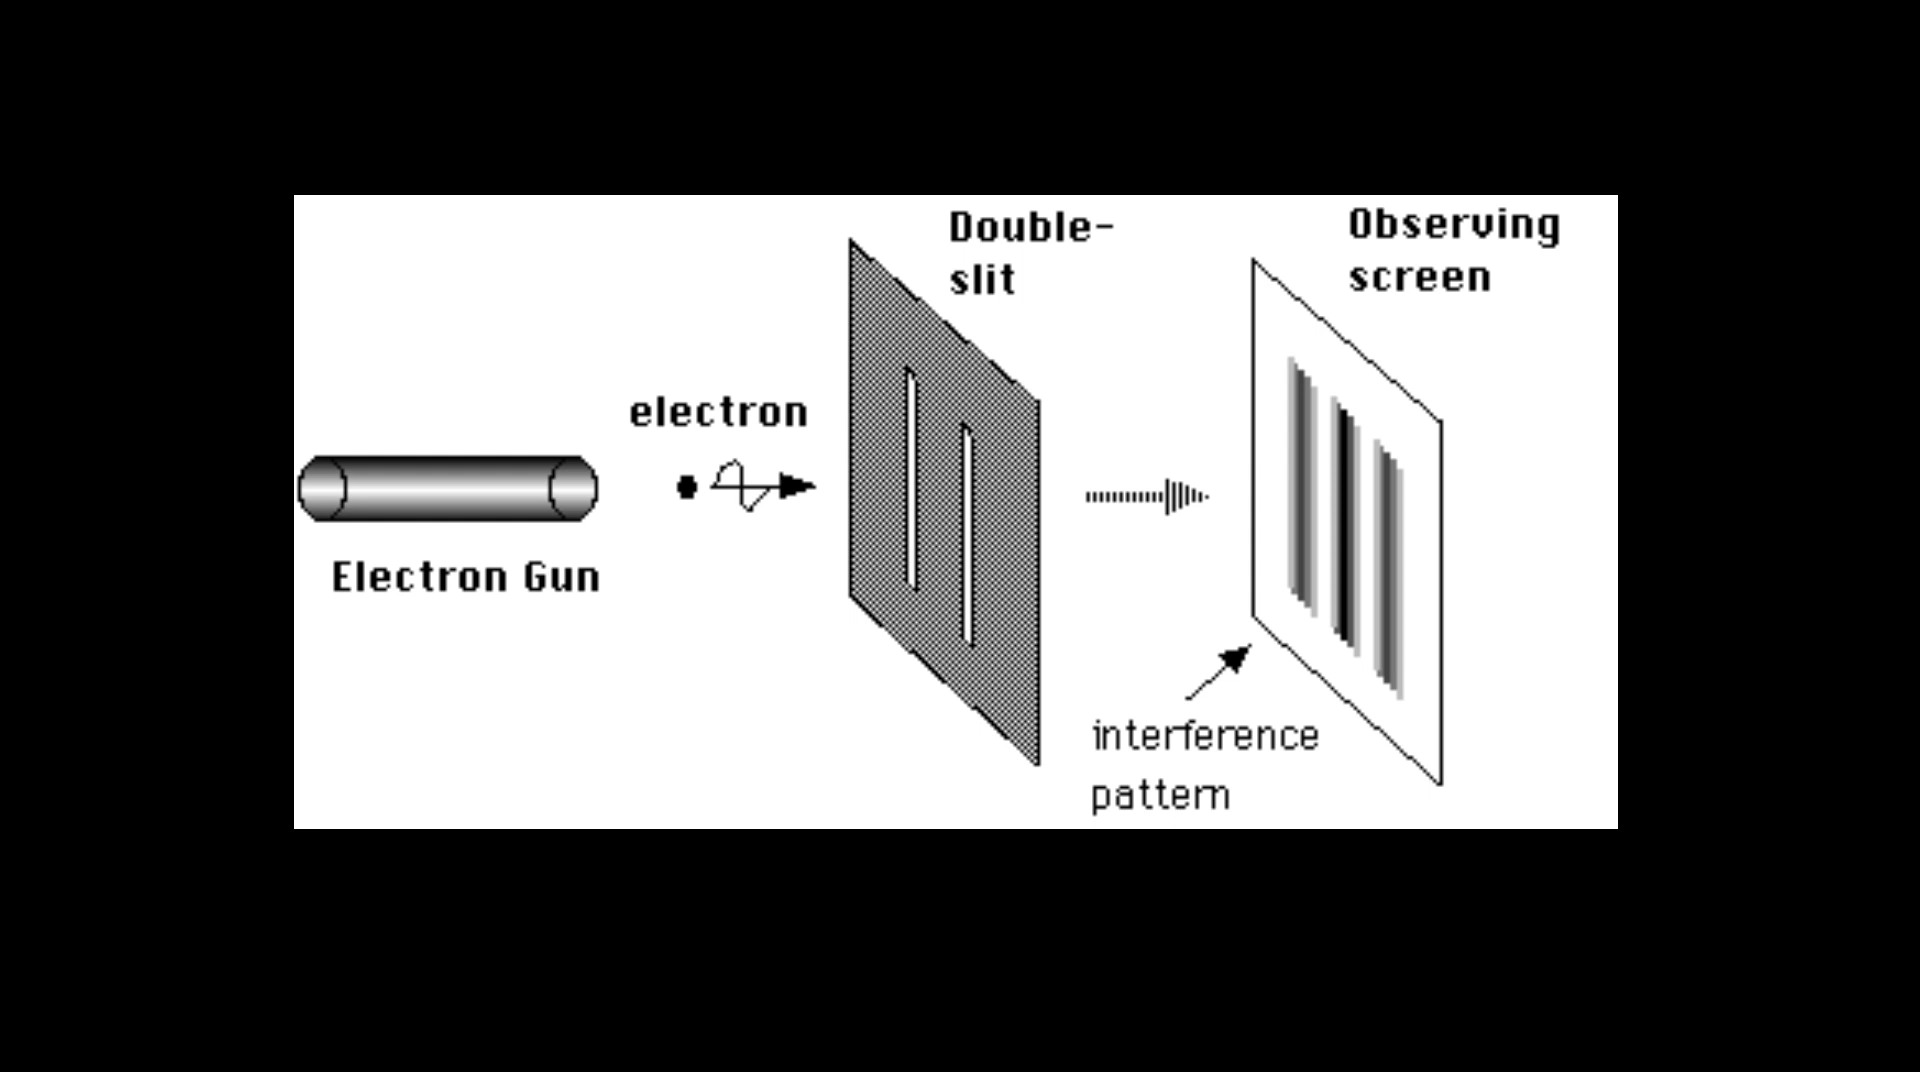 Double-
slit
Observing
screen
electron
Electron Gun
interference
pattern